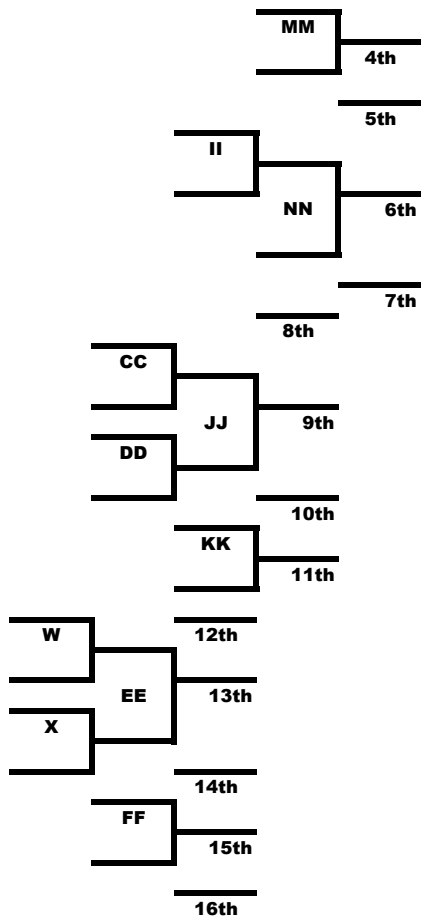 MM
4th
5th
II
NN
6th
7th
8th
CC
JJ
9th
DD
10th
KK
11th
W
12th
EE
13th
X
14th
FF
15th
16th